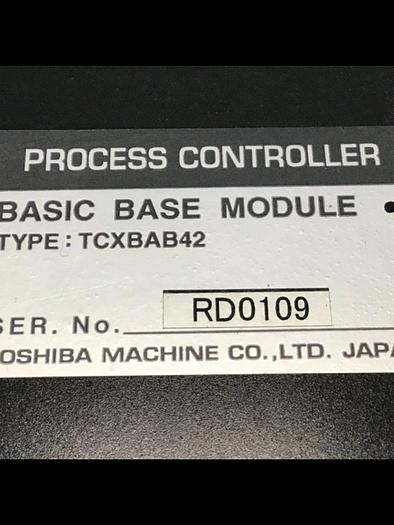 PROCESS CONTROLLER
BASIC BASE MODULE
TYPE : TCXBAB42
SER. No. RD0109
OSHIBA MACHINE CO.,LTD. JAPA